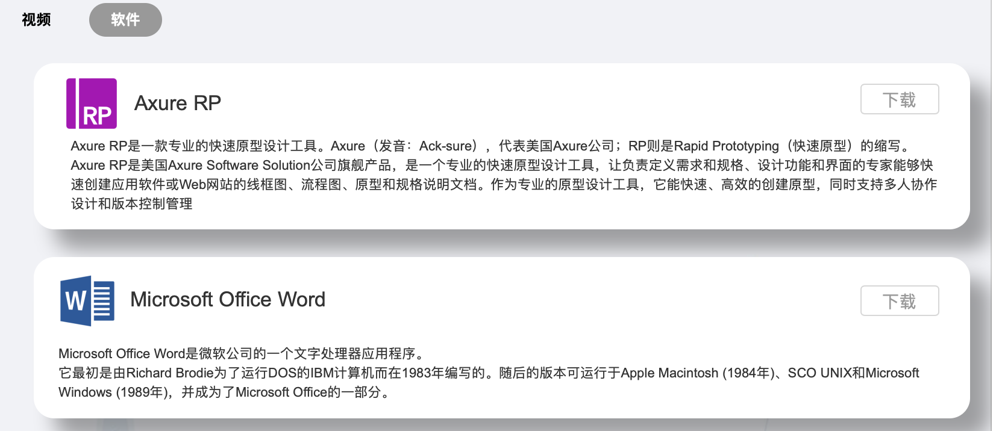 视频 软件
RP
Axure RP
下载
Axure RP是一款专业的快速原型设计工具。Axure（发音：Ack-sure），代表美国Axure公司；RP则是Rapid Prototyping（快速原型）的缩写。
Axure RP是美国Axure Software Solution公司旗舰产品，是一个专业的快速原型设计工具，让负责定义需求和规格、设计功能和界面的专家能够快
速创建应用软件或Web网站的线框图、流程图、原型和规格说明文档。作为专业的原型设计工具，它能快速、高效的创建原型，同时支持多人协作
设计和版本控制管理
W
Microsoft Office Word
下载
Microsoft Office Word是微软公司的一个文字处理器应用程序。
它最初是由Richard Brodie为了运行DOS的IBM计算机而在1983年编写的。随后的版本可运行于Apple Macintosh (1984年)、SCO UNIX和Microsoft
Windows (1989年)，并成为了Microsoft Office的一部分。